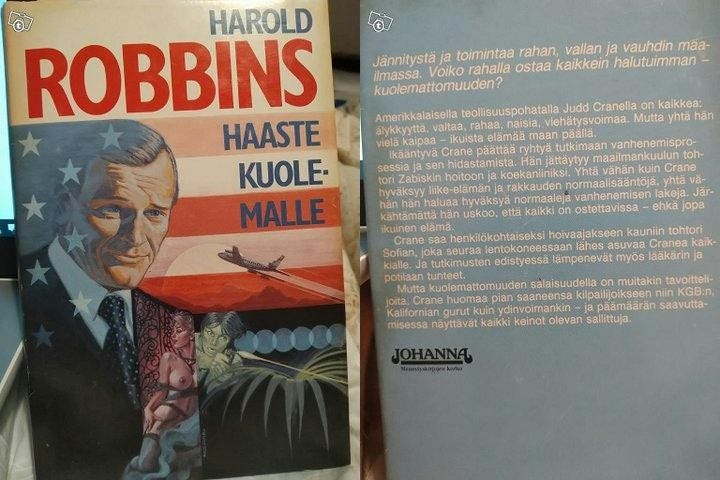 HAROLD
ROBBINS
HAASTE
KUOLE-
MALLE
Jännitystä ja toimintaa rahan, vallan ja vauhdin maa-
ilmassa. Voiko rahalla ostaa kaikkein halutuimman –
kuolemattomuuden?
Amerikkalaisella teollisuuspohatalla Judd Cranella on kaikkea:
älykkyyttä, valtaa, rahaa, naisia, viehätysvoimaa. Mutta yhtä hän
vielä kaipaa – ikuista elämää maan päällä.
Ikääntyvä Crane päättää ryhtyä tutkimaan vanhenemispro-
sessia ja sen hidastamista. Hän jättäytyy maailmankuulun toh-
tori Zabiskin hoitoon ja koekaniiniksi. Yhtä vähän kuin Crane
hyväksyy liike-elämän ja rakkauden normaalisääntöjä, yhtä vä-
hän hän haluaa hyväksyä normaaleja vanhenemisen lakeja. Jär-
kähtämättä hän uskoo, että kaikki on ostettavissa – ehkä jopa
ikuinen elämä.
Crane saa henkilökohtaiseksi hoivaajakseen kauniin tohtori
Sofian, joka seuraa lentokoneessaan lähes asuvaa Cranea kaik-
kialle. Ja tutkimusten edistyessä lämpenevät myös lääkärin ja
potilaan tunteet.
Mutta kuolemattomuuden salaisuudella on muitakin tavoitteli-
joita, Crane huomaa pian saaneensa kilpailijoikseen niin KGB:n,
Kalifornian gurut kuin ydinvoimankin – ja päämäärän saavutta-
misessa näyttävät kaikki keinot olevan sallittuja.
JOHANNA
Menestyskirjojen kerho